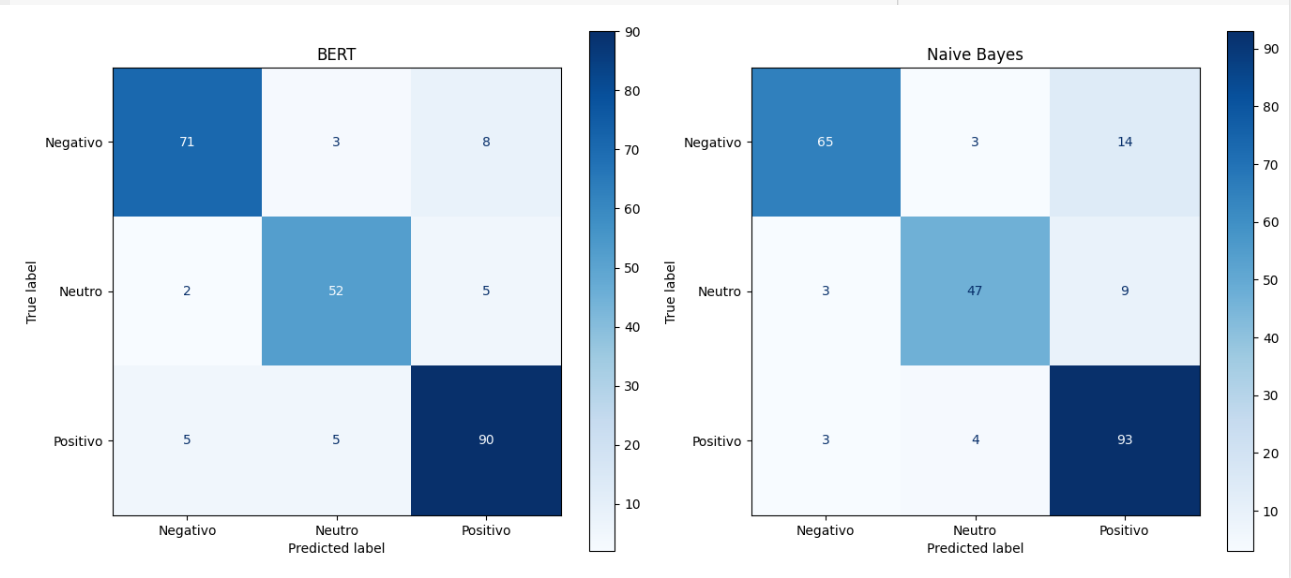 BERT
Negativo
Neutro
Positivo
True label
71 3 8
2 52 5
5 5 90
Negativo Neutro Positivo
Predicted label
90
80
70
60
50
40
30
20
10
Naive Bayes
Negativo
Neutro
Positivo
True label
65 3 14
3 47 9
3 4 93
Negativo Neutro Positivo
Predicted label
90
80
70
60
50
40
30
20
10